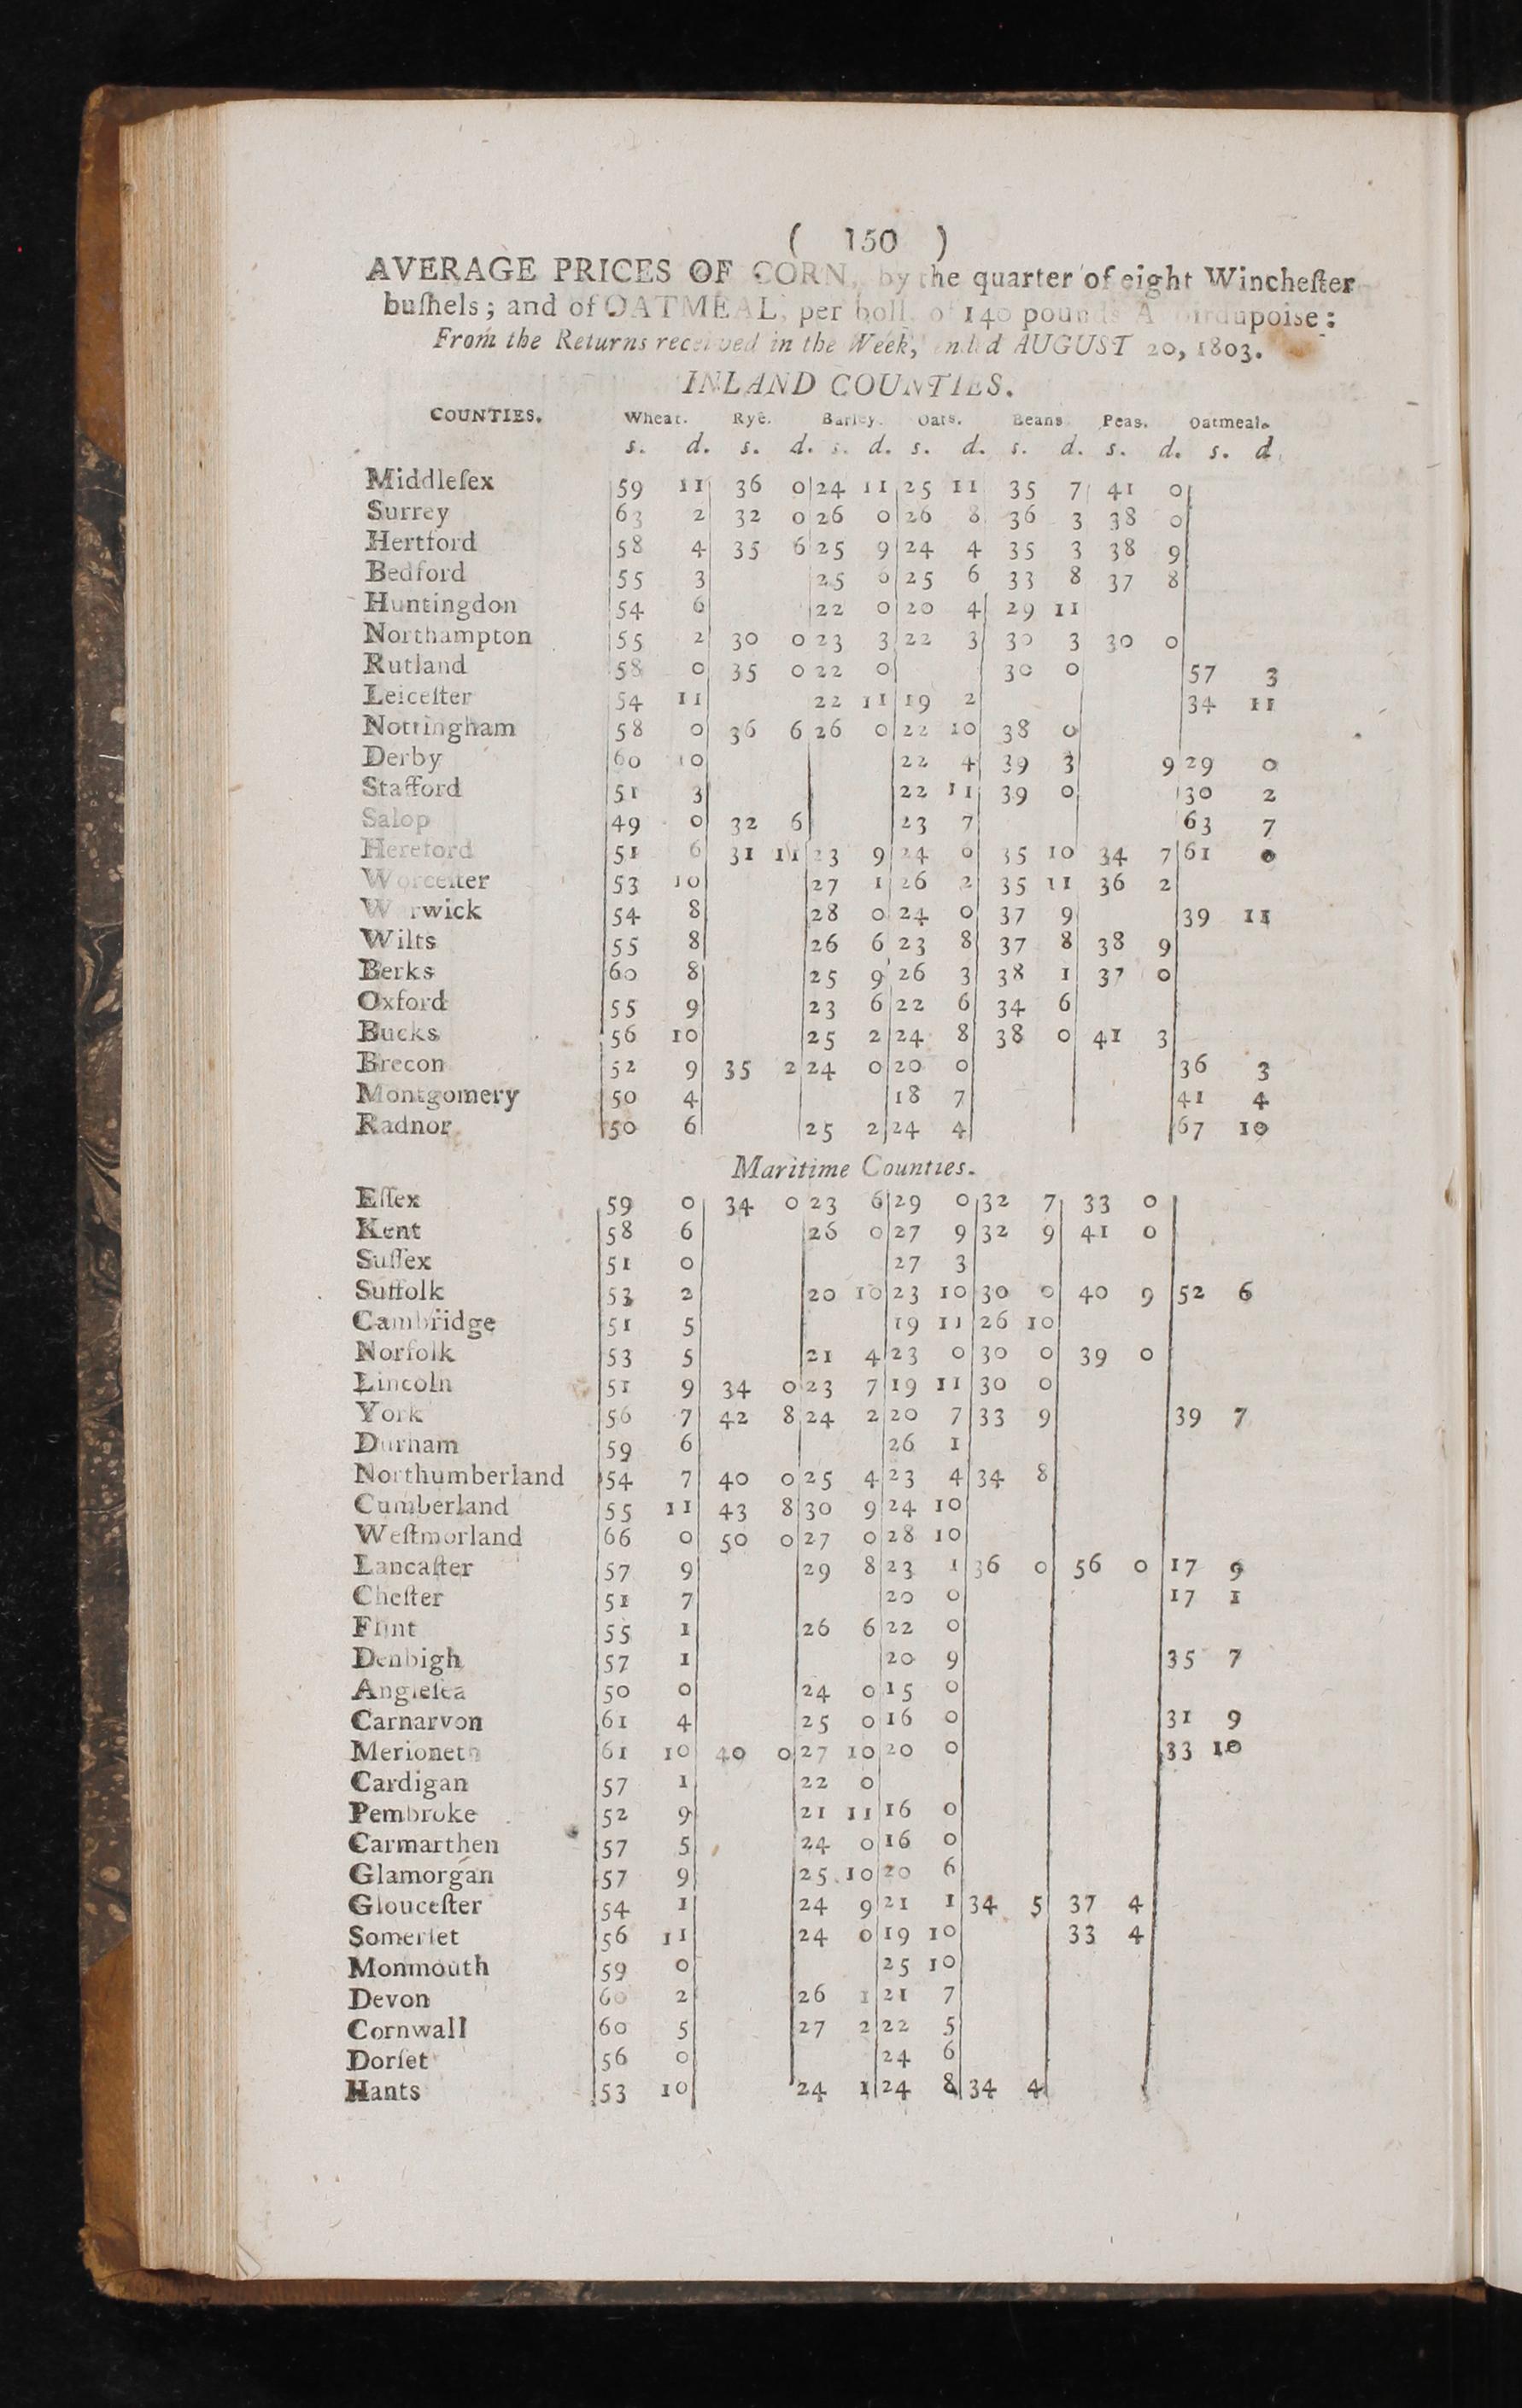 ( 150 )
AVERAGE PRICES OF CORN, by the quarter of eight Wincheſter
buſhels; and of OATMEAL, per boll, of 140 pounds Avoirdupoise:
From the Returns received in the Week, ended AUGUST 20, 1803.
INLAND COUNTIES.
COUNTIES. Wheat. Rye. Barley. Oats. Beans Peas. Oatmeal.
s. d. s. d. s. d. s. d. s. d. s. d. s. d.
Middleſex 59 11 36 0 24 11 25 11 35 7 41 0
Surrey 63 2 32 0 26 0 26 8 36 3 38 0
Hertford 58 4 35 6 25 9 24 4 35 3 38 9
Bedford 55 3 25 6 25 6 33 8 37 8
Huntingdon 54 6 22 0 20 4 29 11
Northampton 55 2 30 0 23 3 22 3 30 3 30 0
Rutland 58 0 35 0 22 0 30 0 57 3
Leiceſter 54 11 22 11 19 2 34 11
Nottingham 58 0 36 6 26 0 22 10 38 0
Derby 60 10 22 4 39 3 9 29 0
Stafford 51 3 22 11 39 0 30 2
Salop 49 0 32 6 23 7 63 7
Hereford 51 6 31 11 23 9 24 0 35 10 34 7 61 0
Worceſter 53 10 27 1 26 2 35 11 36 2
Warwick 54 8 28 0 24 0 37 9 39 11
Wilts 55 8 26 6 23 8 37 8 38 9
Berks 60 8 25 9 26 3 38 1 37 0
Oxford 55 9 23 6 22 6 34 6
Bucks 56 10 25 2 24 8 38 0 41 3
Brecon 52 9 35 2 24 0 20 0 36 3
Montgomery 50 4 18 7 41 4
Radnor 50 6 25 2 24 4 67 10
Maritime Counties.
Eſſex 59 0 34 0 23 6 29 0 32 7 33 0
Kent 58 6 26 0 27 9 32 9 41 0
Suſſex 51 0 27 3
Suffolk 53 2 20 10 23 10 30 0 40 9 52 6
Cambridge 51 5 19 11 26 10
Norfolk 53 5 21 4 23 0 30 0 39 0
Lincoln 51 9 34 0 23 7 19 11 30 0
York 56 7 42 8 24 2 20 7 33 9 39 7
Durham 59 6 26 1
Northumberland 54 7 40 0 25 4 23 4 34 8
Cumberland 55 11 43 8 30 9 24 10
Weſtmorland 66 0 50 0 27 0 28 10
Lancaſter 57 9 29 8 23 1 36 0 56 0 17 9
Cheſter 51 7 20 0 17 1
Flint 55 1 26 6 22 0
Denbigh 57 1 20 9 35 7
Angleſea 50 0 24 0 15 0
Carnarvon 61 4 25 0 16 0 31 9
Merioneth 61 10 40 0 27 10 20 0 33 10
Cardigan 57 1 22 0
Pembroke 52 9 21 11 16 0
Carmarthen 57 5 24 0 16 0
Glamorgan 57 9 25 10 20 6
Glouceſter 54 1 24 9 21 1 34 5 37 4
Somerſet 56 11 24 0 19 10 33 4
Monmouth 59 0 25 10
Devon 60 2 26 1 21 7
Cornwall 60 5 27 2 22 5
Dorſet 56 0 24 6
Hants 53 10 24 1 24 8 34 4